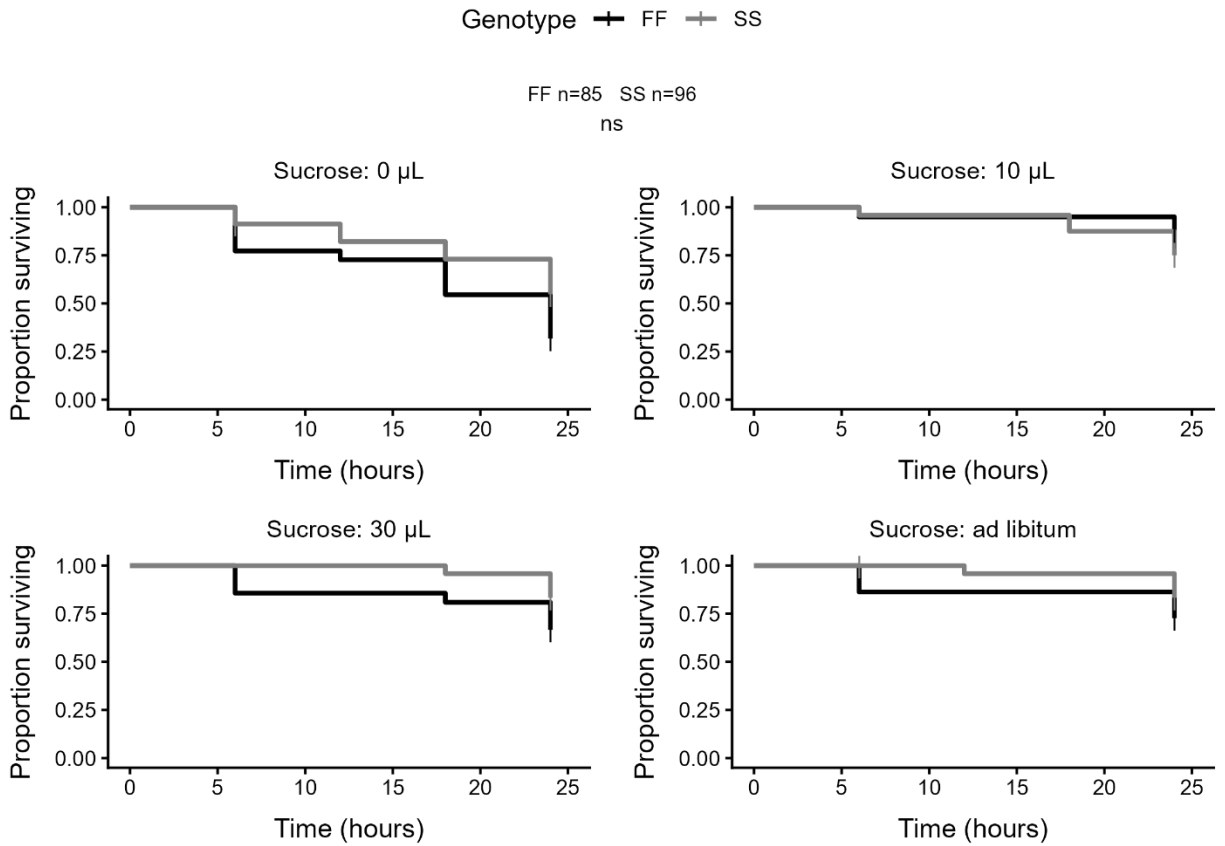 Genotype FF SS
FF n=85 SS n=96
ns
Sucrose: 0 µL
Proportion surviving
1.00
0.75
0.50
0.25
0.00
0 5 10 15 20 25
Time (hours)
Sucrose: 10 µL
Proportion surviving
1.00
0.75
0.50
0.25
0.00
0 5 10 15 20 25
Time (hours)
Sucrose: 30 µL
Proportion surviving
1.00
0.75
0.50
0.25
0.00
0 5 10 15 20 25
Time (hours)
Sucrose: ad libitum
Proportion surviving
1.00
0.75
0.50
0.25
0.00
0 5 10 15 20 25
Time (hours)